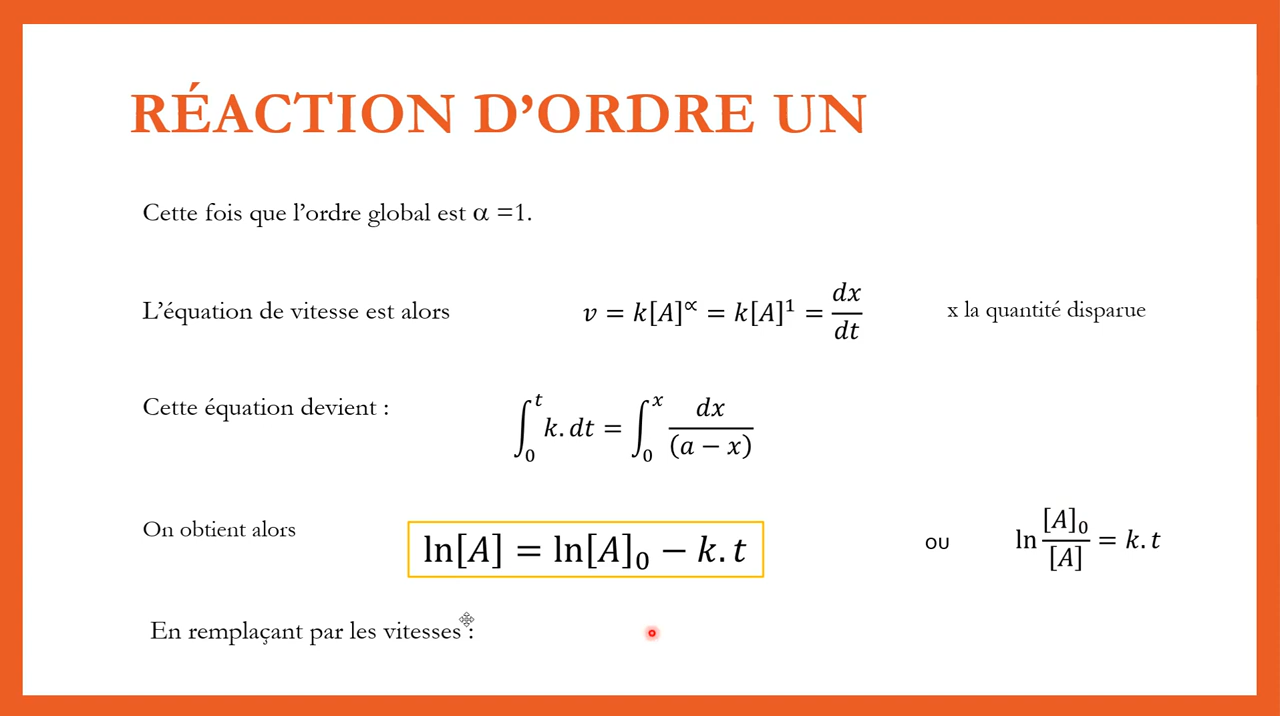 RÉACTION D’ORDRE UN
Cette fois que l’ordre global est α =1.
L’équation de vitesse est alors v = k[A]^∝ = k[A]^1 = dx/dt x la quantité disparue
Cette équation devient : ∫_0^t k. dt = ∫_0^x dx/(a − x)
On obtient alors ln[A] = ln[A]_0 − k. t ou ln [A]_0/[A] = k. t
En remplaçant par les vitesses :